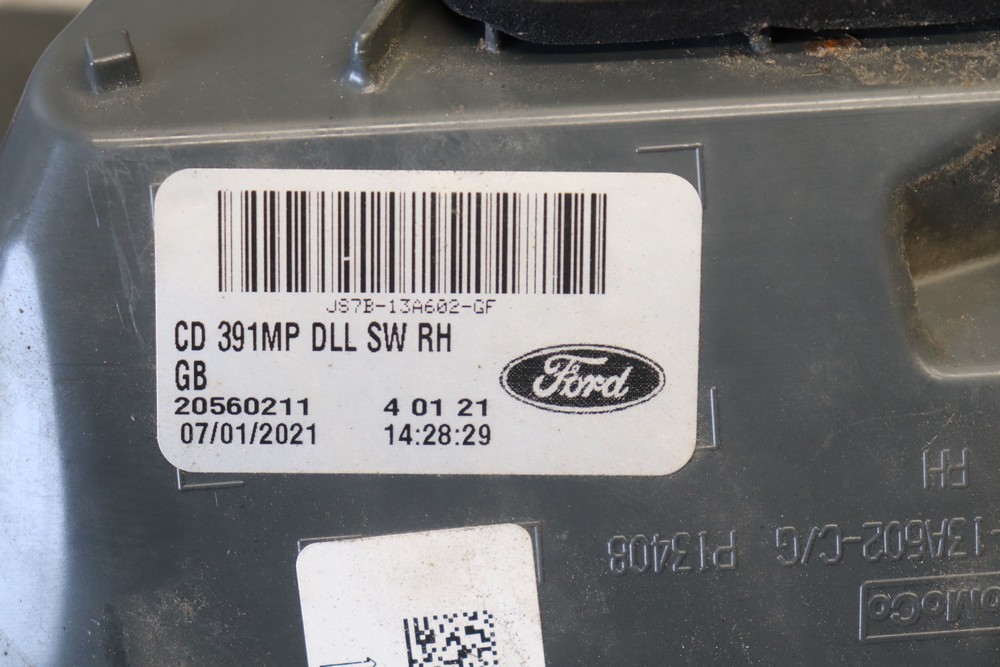 JS7B-13A602-GF
CD 391MP DLL SW RH
GB
20560211 4 01 21
07/01/2021 14:28:29
Ford
RH
-13A602-C/G P13408
oMoCo